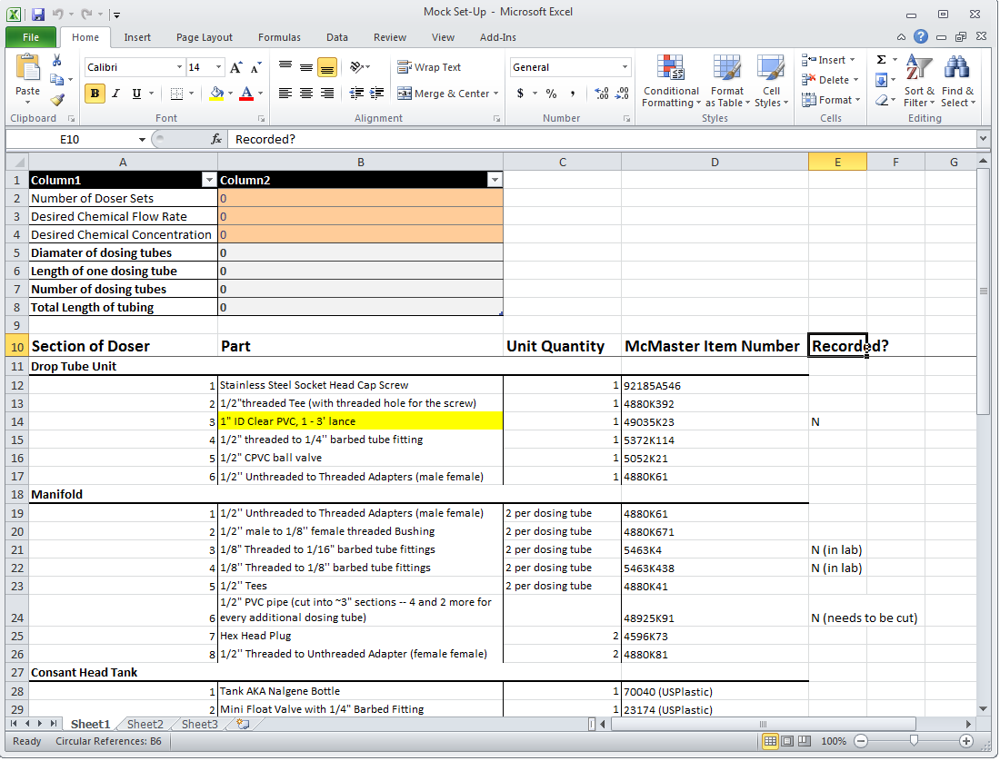 Mock Set-Up - Microsoft Excel
File Home Insert Page Layout Formulas Data Review View Add-Ins
Paste
Calibri 14
B I U
Wrap Text
Merge & Center
General
$ % ,
Conditional Formatting
Format as Table
Cell Styles
Insert
Delete
Format
Sort & Filter
Find & Select
Clipboard Font Alignment Number Styles Cells Editing
E10 fx Recorded?
A B C D E F G
1 Column1 Column2
2 Number of Doser Sets 0
3 Desired Chemical Flow Rate 0
4 Desired Chemical Concentration 0
5 Diamater of dosing tubes 0
6 Length of one dosing tube 0
7 Number of dosing tubes 0
8 Total Length of tubing 0
9
10 Section of Doser Part Unit Quantity McMaster Item Number Recorded?
11 Drop Tube Unit
12 1 Stainless Steel Socket Head Cap Screw 1 92185A546
13 2 1/2"threaded Tee (with threaded hole for the screw) 1 4880K392
14 3 1" ID Clear PVC, 1 - 3' lance 1 49035K23 N
15 4 1/2" threaded to 1/4'' barbed tube fitting 1 5372K114
16 5 1/2" CPVC ball valve 1 5052K21
17 6 1/2'' Unthreaded to Threaded Adapters (male female) 1 4880K61
18 Manifold
19 1 1/2'' Unthreaded to Threaded Adapters (male female) 2 per dosing tube 4880K61
20 2 1/2'' male to 1/8'' female threaded Bushing 2 per dosing tube 4880K671
21 3 1/8" Threaded to 1/16" barbed tube fittings 2 per dosing tube 5463K4 N (in lab)
22 4 1/8'' Threaded to 1/8'' barbed tube fittings 2 per dosing tube 5463K438 N (in lab)
23 5 1/2'' Tees 2 per dosing tube 4880K41
24 6 1/2" PVC pipe (cut into ~3" sections -- 4 and 2 more for
every additional dosing tube) 48925K91 N (needs to be cut)
25 7 Hex Head Plug 2 4596K73
26 8 1/2'' Threaded to Unthreaded Adapter (female female) 2 4880K81
27 Consant Head Tank
28 1 Tank AKA Nalgene Bottle 1 70040 (USPlastic)
29 2 Mini Float Valve with 1/4" Barbed Fitting 1 23174 (USPlastic)
Sheet1 Sheet2 Sheet3
Ready Circular References: B6 100%